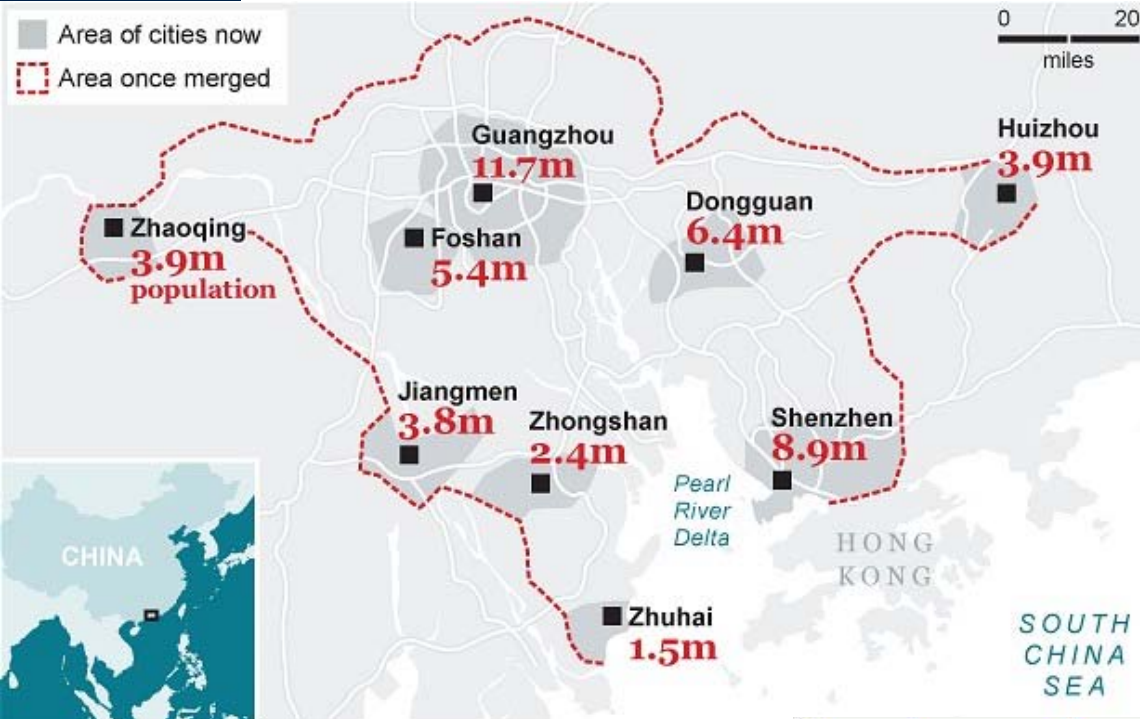 Area of cities now
Area once merged
0 20
miles
Guangzhou
11.7m
Huizhou
3.9m
Dongguan
6.4m
Zhaoqing
3.9m
population
Foshan
5.4m
Jiangmen
3.8m
Zhongshan
2.4m
Shenzhen
8.9m
Pearl
River
Delta
HONG
KONG
CHINA
Zhuhai
1.5m
SOUTH
CHINA
SEA